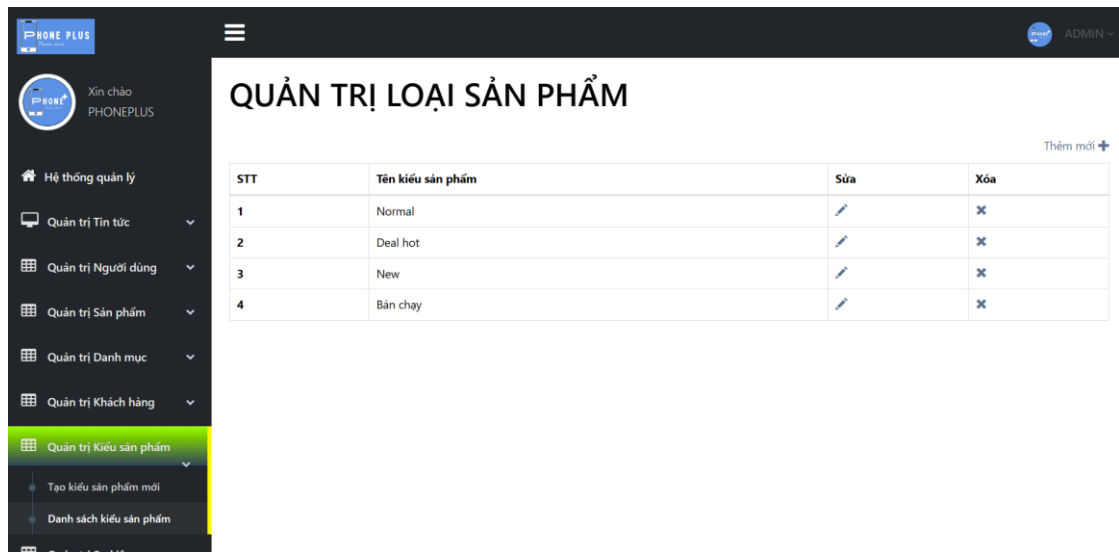 PHONE PLUS
ADMIN
PHONE+
Xin chào
PHONEPLUS
QUẢN TRỊ LOẠI SẢN PHẨM
Thêm mới
Hệ thống quản lý
Quản trị Tin tức
Quản trị Người dùng
Quản trị Sản phẩm
Quản trị Danh mục
Quản trị Khách hàng
Quản trị Kiểu sản phẩm
Tạo kiểu sản phẩm mới
Danh sách kiểu sản phẩm
STT Tên kiểu sản phẩm Sửa Xóa
1 Normal
2 Deal hot
3 New
4 Bán chạy